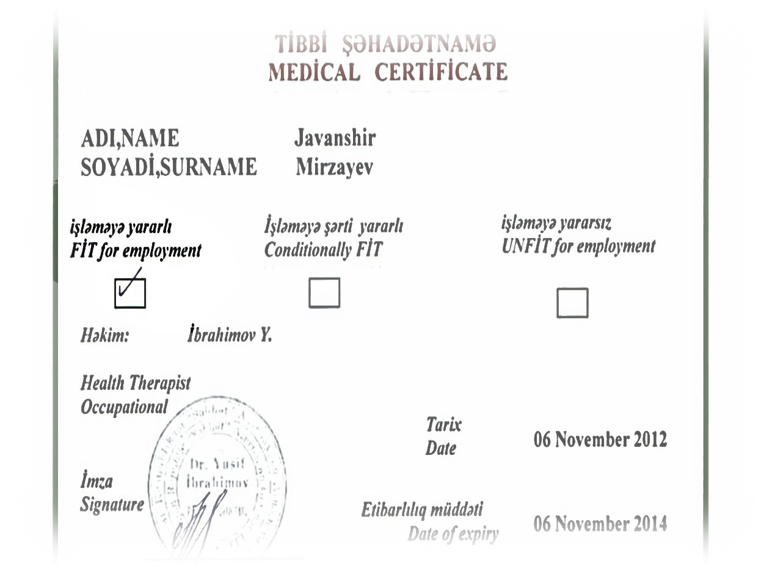 TİBBİ ŞƏHADƏTNAMƏ
MEDICAL CERTİFİCATE
ADI,NAME Javanshir
SOYADİ,SURNAME Mirzayev
işləməyə yararlı İşləməyə şərti yararlı işləməyə yararsız
FİT for employment Conditionally FİT UNFİT for employment
Həkim: İbrahimov Y.
Health Therapist
Occupational
Tarix
Date 06 November 2012
Dr. Yusif
İbrahimov
İmza
Signature
Etibarlılıq müddəti
Date of expiry 06 November 2014